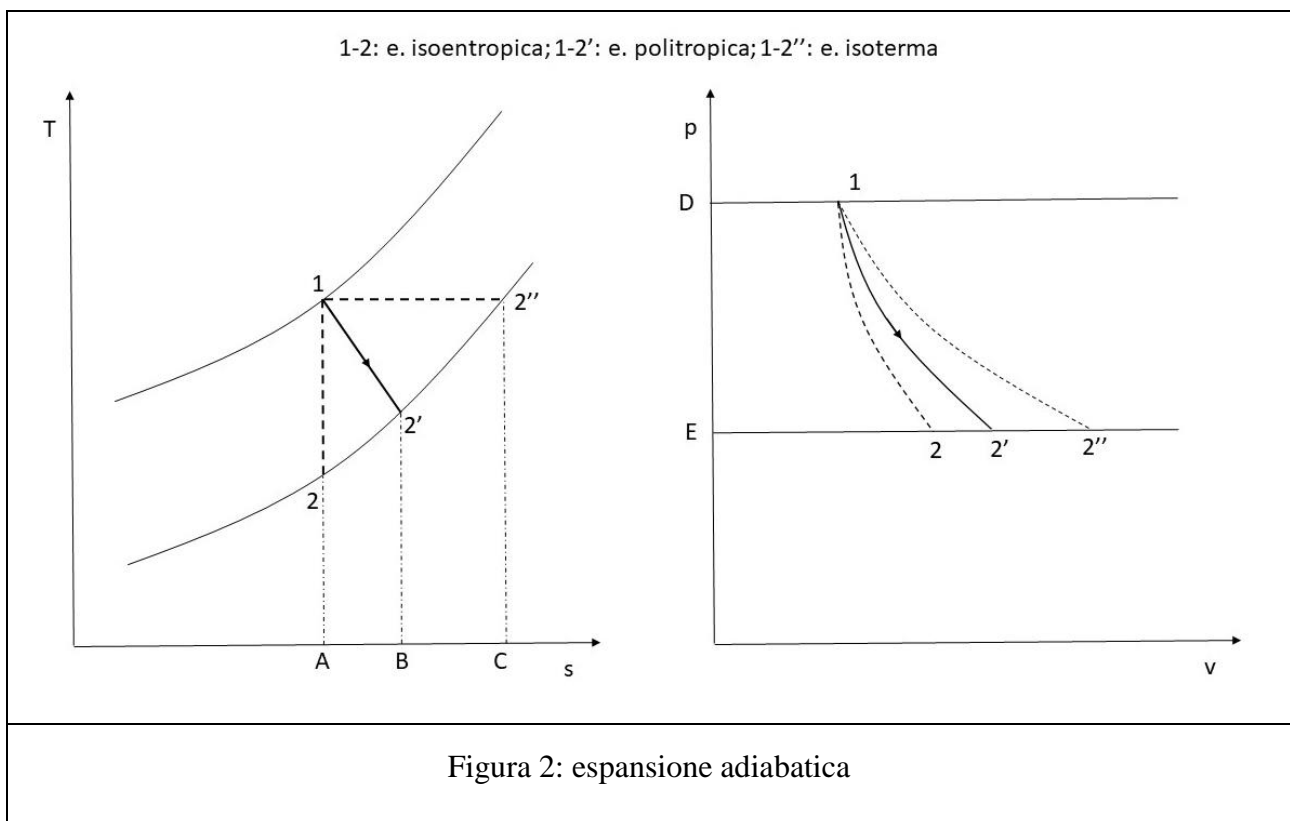 1-2: e. isoentropica; 1-2’: e. politropica; 1-2’’: e. isoterma
T
1
2’’
2’
2
A
B
C
s
p
D
1
E
2
2’
2’’
v
Figura 2: espansione adiabatica